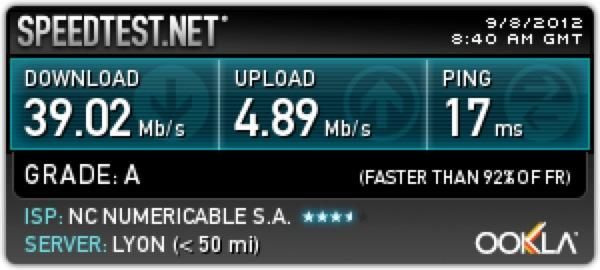 SPEEDTEST.NET
9/8/2012
8:40 AM GMT
DOWNLOAD
39.02 Mb/s
UPLOAD
4.89 Mb/s
PING
17 ms
GRADE: A
(FASTER THAN 92% OF FR)
ISP: NC NUMERICABLE S.A.
SERVER: LYON (< 50 mi)
OOKLA